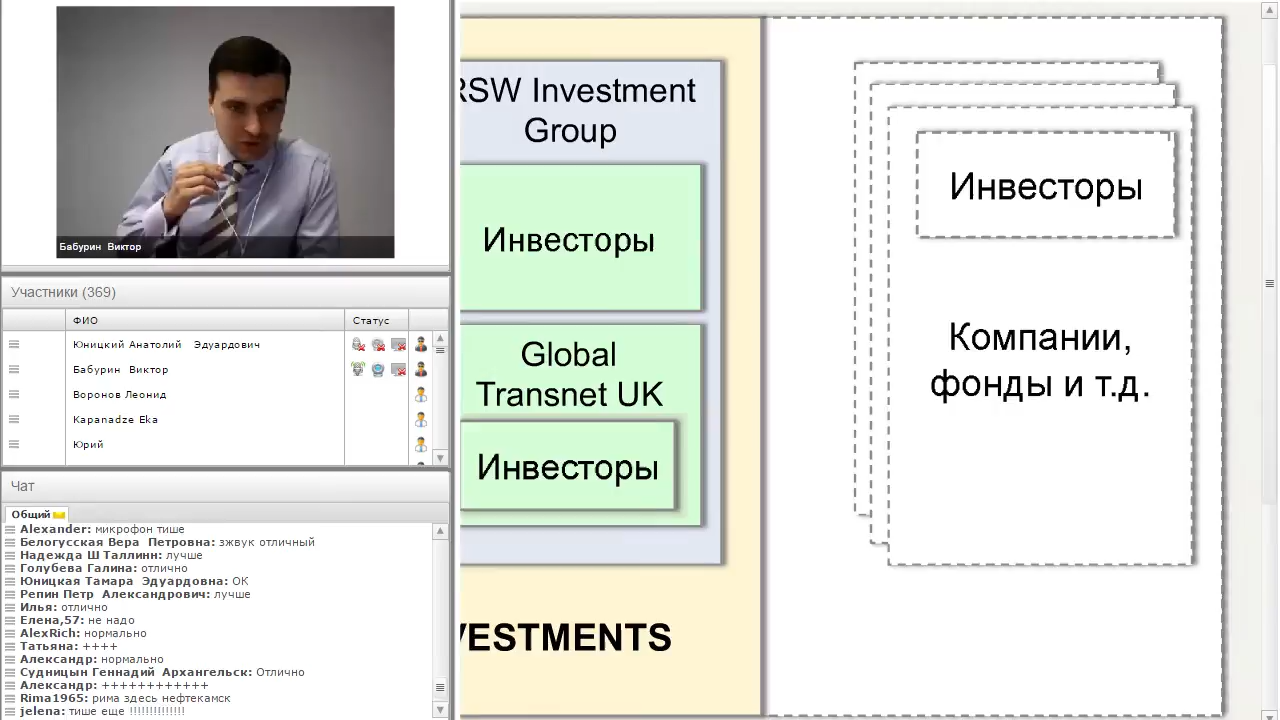 Бабурин Виктор
Участники (369)
ФИО
Статус
Юницкий Анатолий Эдуардович
Бабурин Виктор
Воронов Леонид
Kapanadze Eka
Юрий
Чат
Общий
Alexander: микрофон тише
Белогусская Вера Петровна: зжвук отличный
Надежда Ш Таллинн: лучше
Голубева Галина: отлично
Юницкая Тамара Эдуардовна: ОК
Репин Петр Александрович: лучше
Илья: отлично
Елена,57: не надо
AlexRich: нормально
Татьяна: ++++
Александр: нормально
Судницын Геннадий Архангельск: Отлично
Александр: ++++++++++++
Rima1965: рима здесь нефтекамск
jelena: тише еще !!!!!!!!!!!!!!
RSW Investment
Group
Инвесторы
Global
Transnet UK
Инвесторы
VESTMENTS
Инвесторы
Компании,
фонды и т.д.